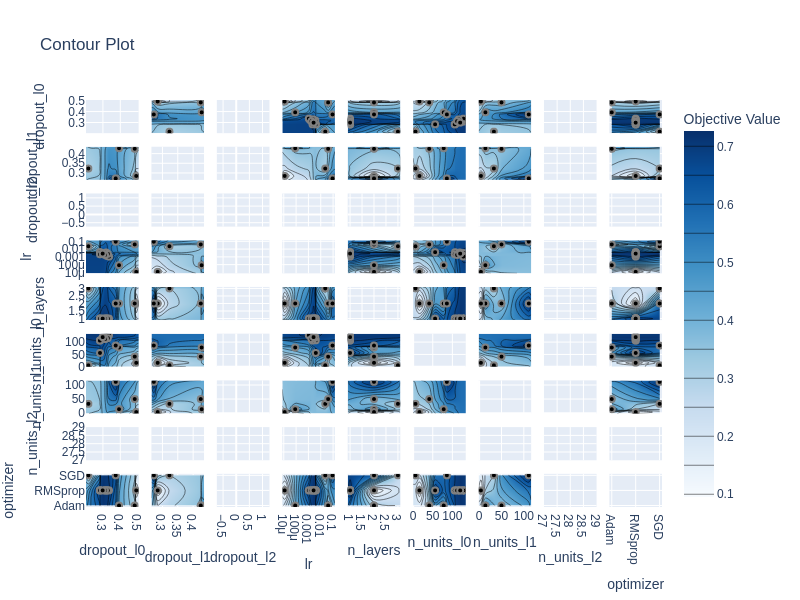 Contour Plot
Objective Value
dropout_l0
0.5
0.4
0.3
dropout_l1
0.4
0.35
0.3
dropout_l2
1
0.5
0
−0.5
lr
0.1
0.01
0.001
100μ
10μ
n_layers
3
2.5
2
1.5
1
n_units_l0
100
50
0
n_units_l1
100
50
0
n_units_l2
29
28.5
28
27.5
27
optimizer
SGD
RMSprop
Adam
0.3 0.4 0.5
0.3 0.35 0.4
−0.5 0 0.5 1
10μ 100μ 0.001 0.01 0.1
1 1.5 2 2.5 3
0 50 100
0 50 100
27 27.5 28 28.5 29
Adam RMSprop SGD
dropout_l0 dropout_l1 dropout_l2 lr n_layers n_units_l0 n_units_l1 n_units_l2 optimizer
0.7
0.6
0.5
0.4
0.3
0.2
0.1